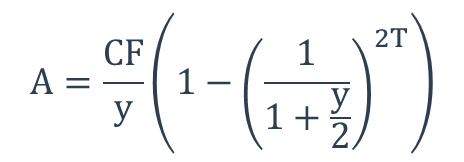 A = CF/y (1 − (1/(1 + y/2))^2T)